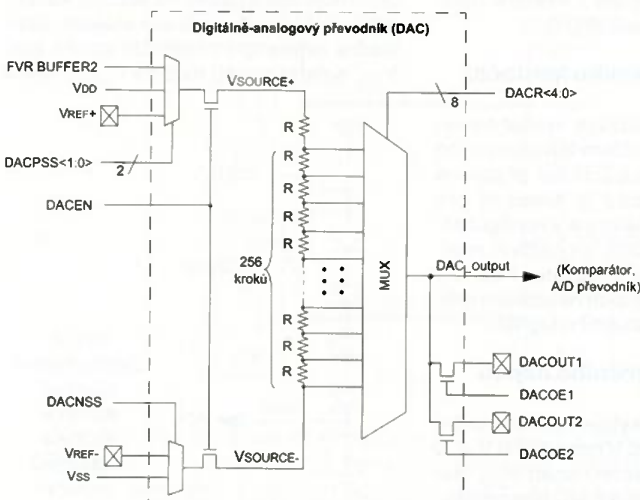 Digitálně-analogový převodník (DAC)
FVR BUFFER2
VDD
VREF+
DACPSS<1:0>
2
DACEN
VSOURCE+
R
R
R
R
R
256
kroků
R
R
R
MUX
8
DACR<4:0>
DAC_output
(Komparátor,
A/D převodník)
DACOUT1
DACOE1
DACOUT2
DACOE2
DACNSS
VREF-
VSS
VSOURCE-